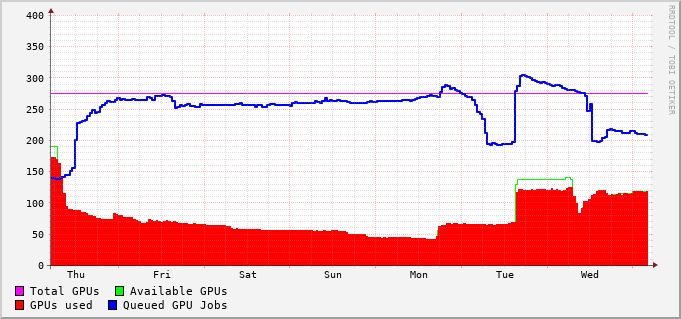 400
350
300
250
200
150
100
50
0
Thu Fri Sat Sun Mon Tue Wed
Total GPUs Available GPUs
GPUs used Queued GPU Jobs
RRDTOOL / TOBI OETIKER